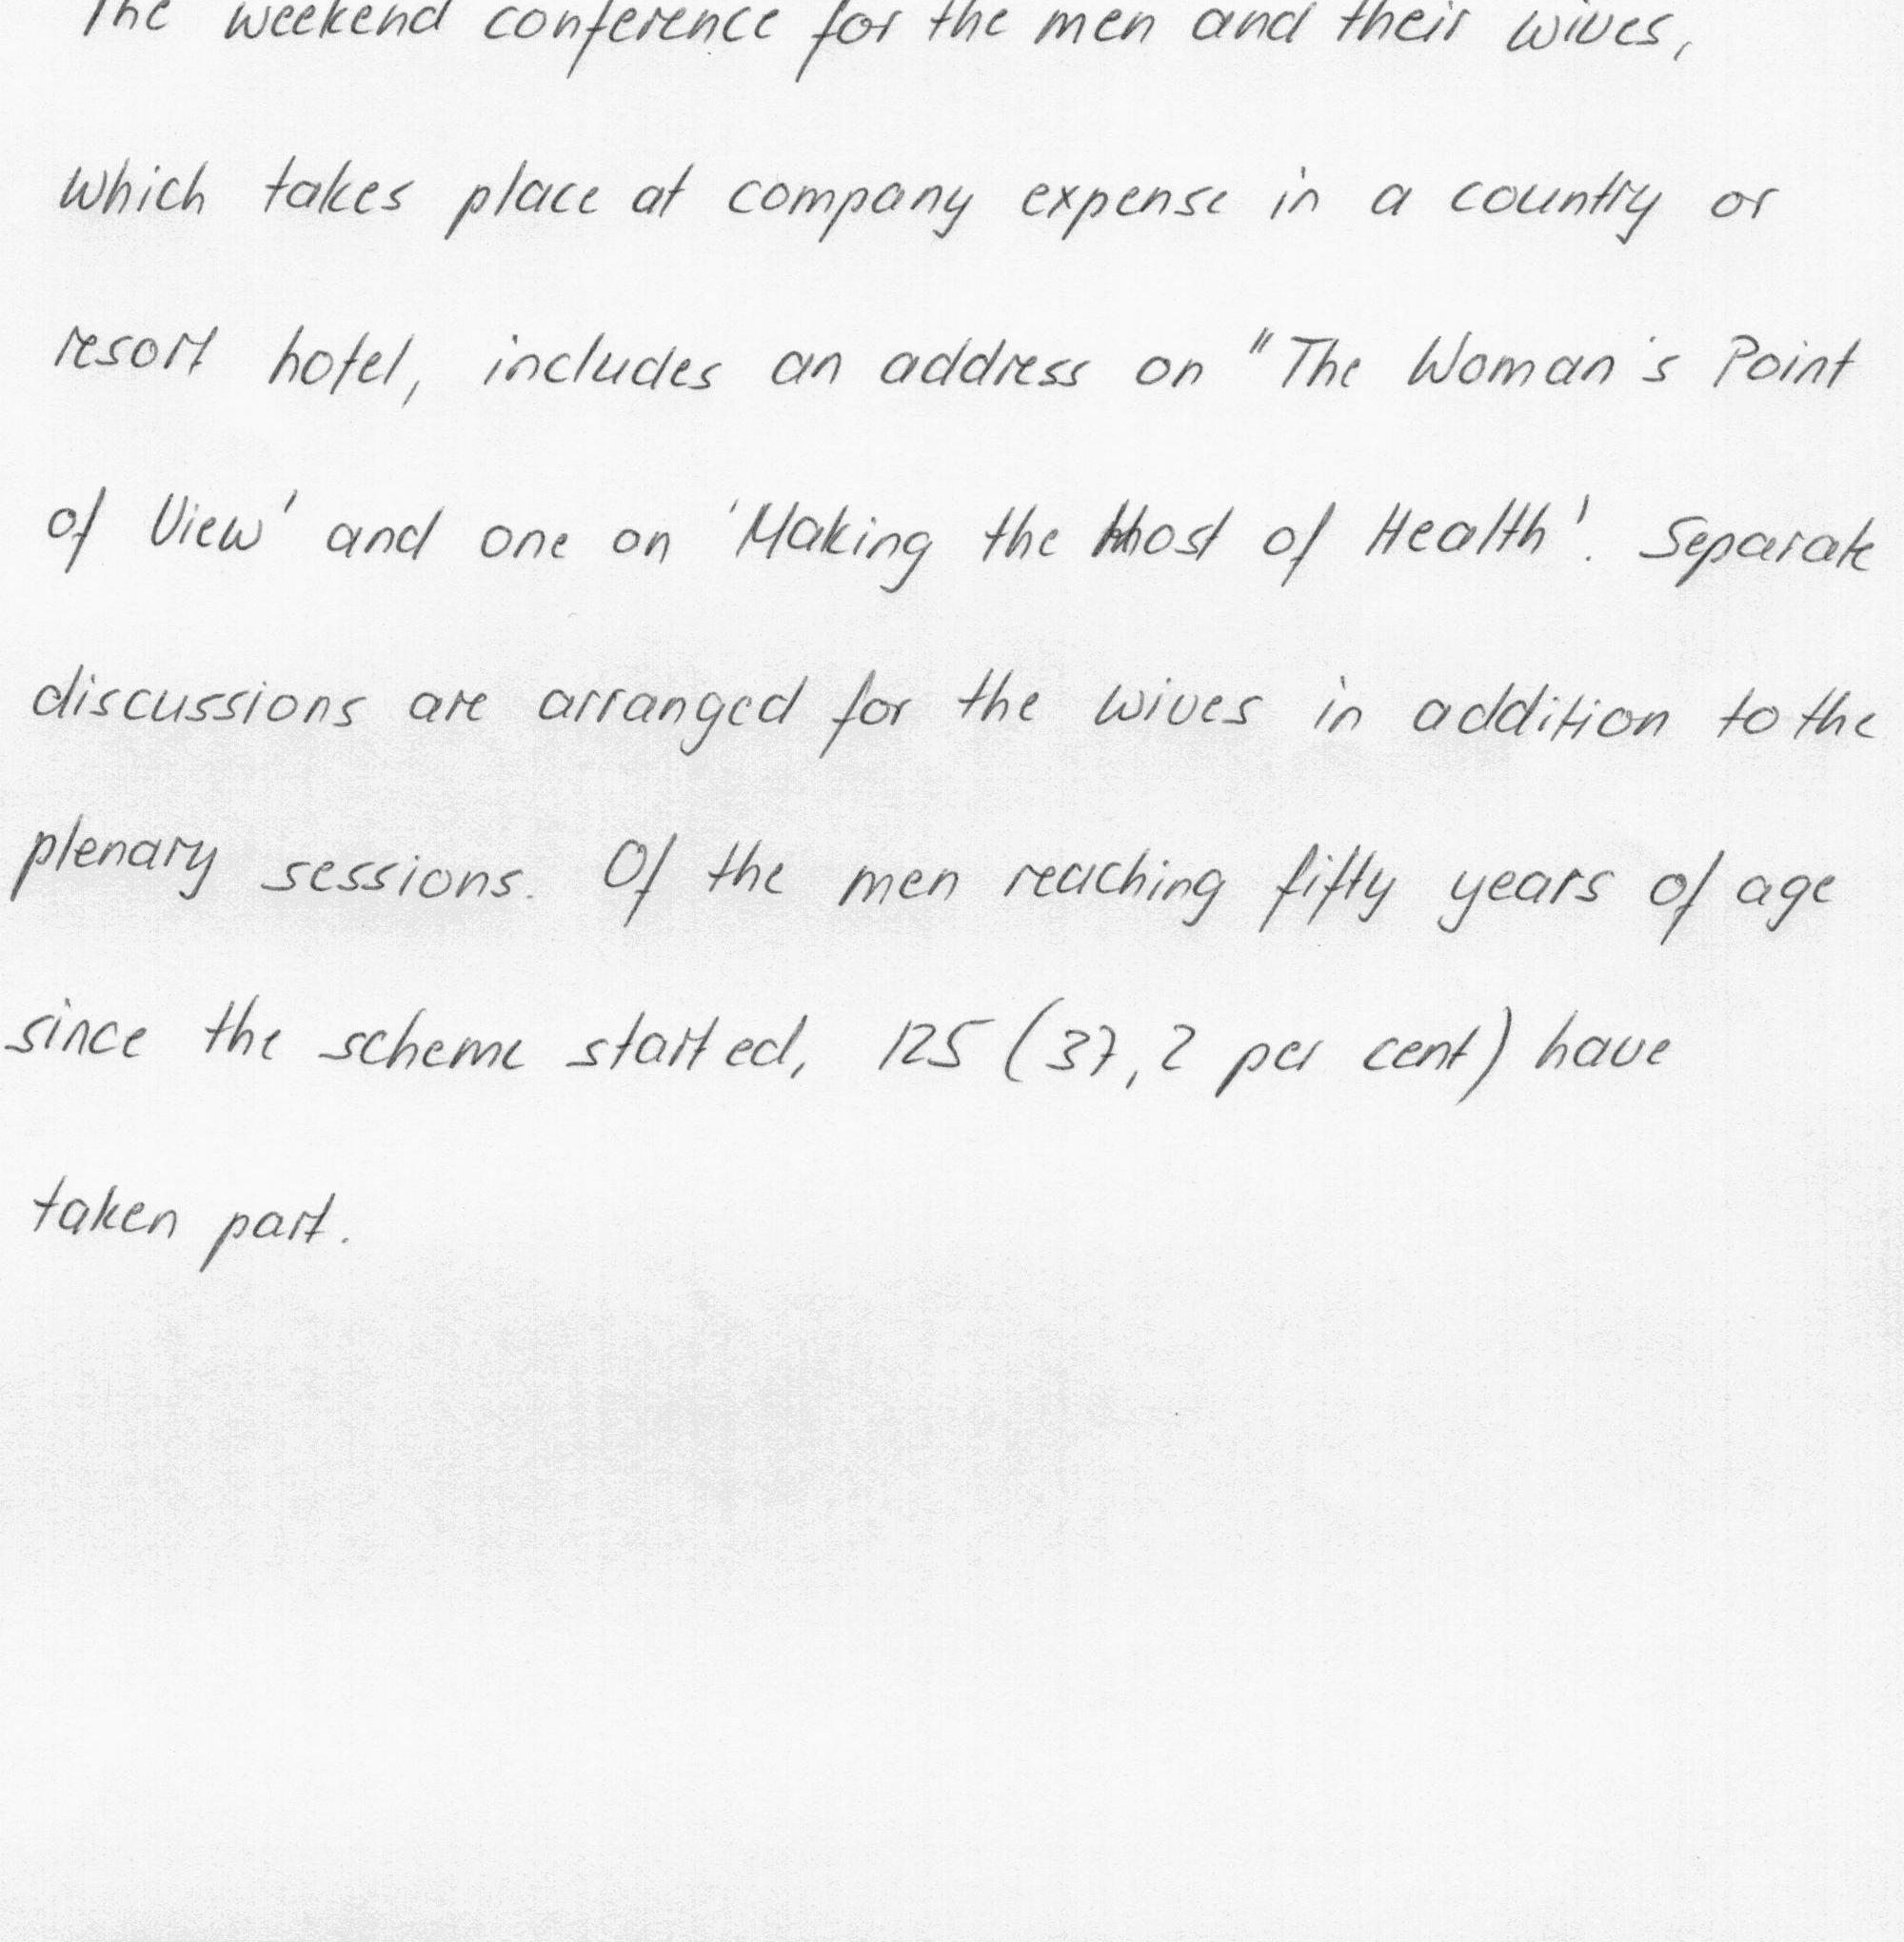 The weekend conference for the men and their wives,
which takes place at company expense in a country or
resort hotel, includes an address on "The Woman's Point
of View' and one on 'Making the Most of Health'. Separate
discussions are arranged for the wives in addition to the
plenary sessions. Of the men reaching fifty years of age
since the scheme started, 125 (37,2 per cent) have
taken part.